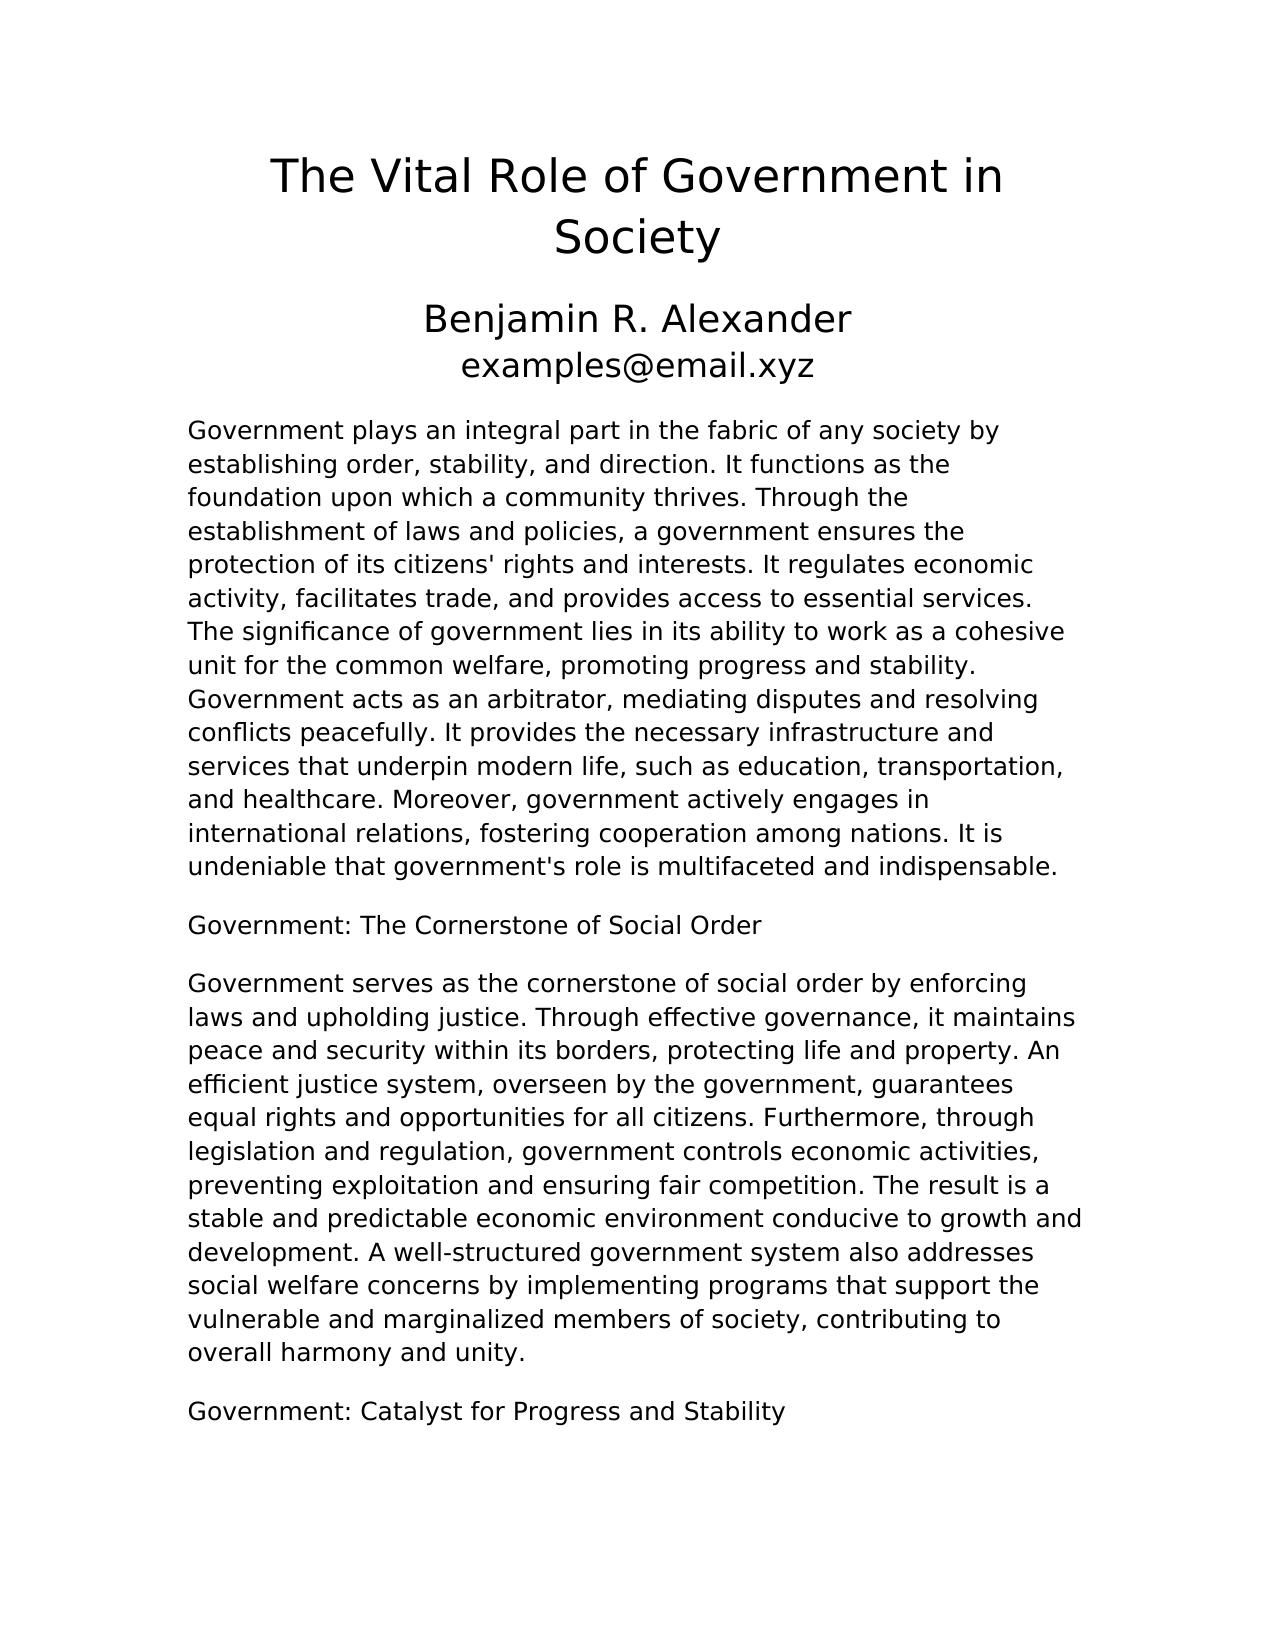 The Vital Role of Government in
Society
Benjamin R. Alexander
examples@email.xyz
Government plays an integral part in the fabric of any society by
establishing order, stability, and direction. It functions as the
foundation upon which a community thrives. Through the
establishment of laws and policies, a government ensures the
protection of its citizens' rights and interests. It regulates economic
activity, facilitates trade, and provides access to essential services.
The significance of government lies in its ability to work as a cohesive
unit for the common welfare, promoting progress and stability.
Government acts as an arbitrator, mediating disputes and resolving
conflicts peacefully. It provides the necessary infrastructure and
services that underpin modern life, such as education, transportation,
and healthcare. Moreover, government actively engages in
international relations, fostering cooperation among nations. It is
undeniable that government's role is multifaceted and indispensable.
Government: The Cornerstone of Social Order
Government serves as the cornerstone of social order by enforcing
laws and upholding justice. Through effective governance, it maintains
peace and security within its borders, protecting life and property. An
efficient justice system, overseen by the government, guarantees
equal rights and opportunities for all citizens. Furthermore, through
legislation and regulation, government controls economic activities,
preventing exploitation and ensuring fair competition. The result is a
stable and predictable economic environment conducive to growth and
development. A well-structured government system also addresses
social welfare concerns by implementing programs that support the
vulnerable and marginalized members of society, contributing to
overall harmony and unity.
Government: Catalyst for Progress and Stability